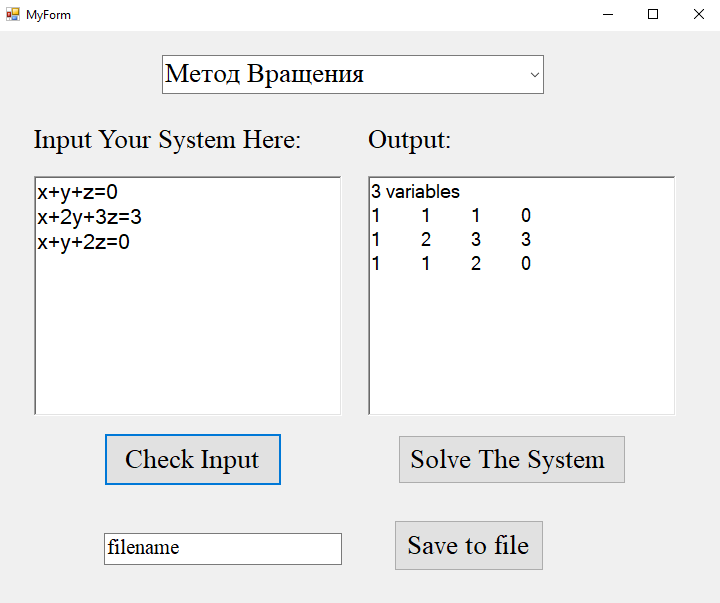 MyForm
Метод Вращения
Input Your System Here:
Output:
x+y+z=0
x+2y+3z=3
x+y+2z=0
3 variables
1 1 1 0
1 2 3 3
1 1 2 0
Check Input
Solve The System
filename
Save to file